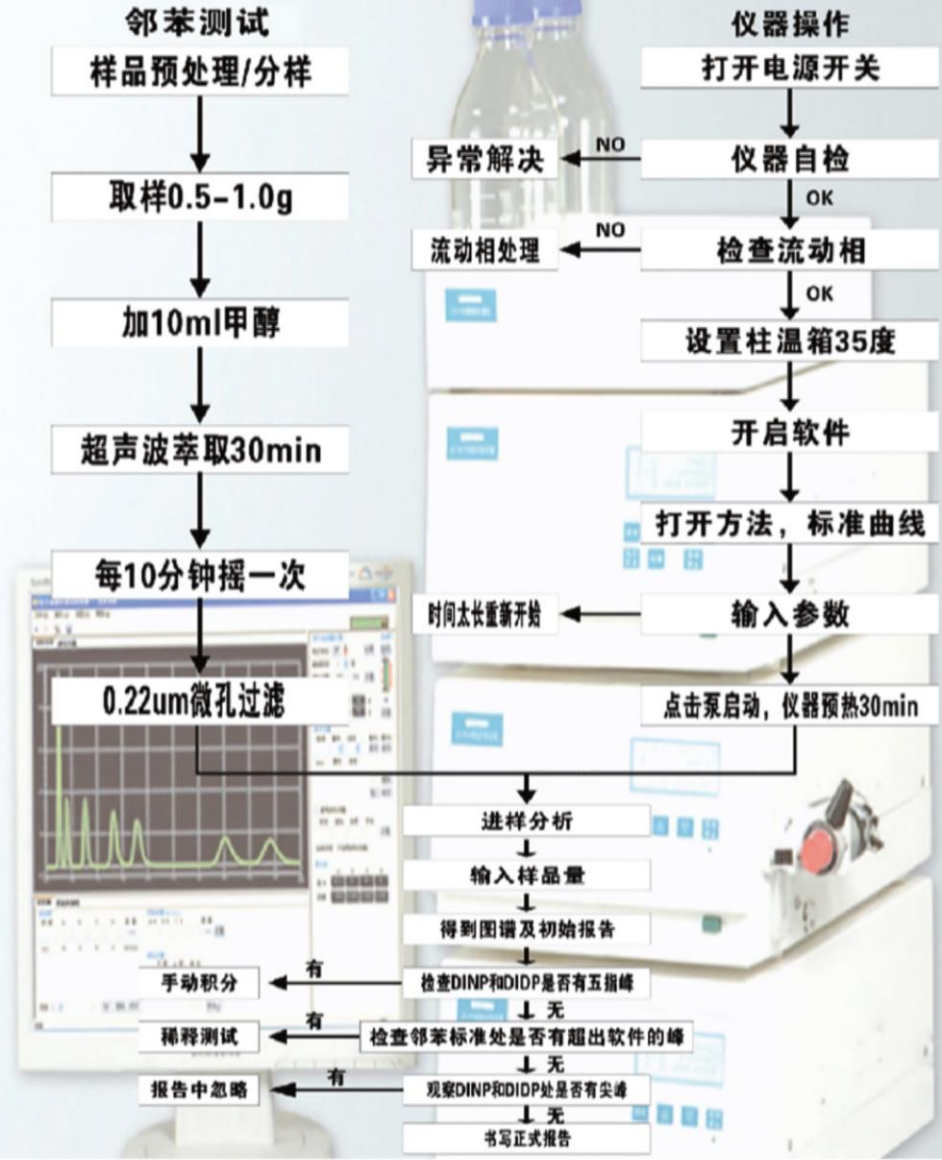 邻苯测试
样品预处理/分样
取样0.5-1.0g
加10ml甲醇
超声波萃取30min
每10分钟摇一次
0.22um微孔过滤
仪器操作
打开电源开关
仪器自检
NO
异常解决
OK
检查流动相
NO
流动相处理
OK
设置柱温箱35度
开启软件
打开方法，标准曲线
输入参数
时间太长重新开始
点击泵启动，仪器预热30min
进样分析
输入样品量
得到图谱及初始报告
检查DINP和DIDP是否有五指峰
有
手动积分
无
检查邻苯标准处是否有超出软件的峰
有
稀释测试
无
观察DINP和DIDP处是否有尖峰
有
报告中忽略
无
书写正式报告